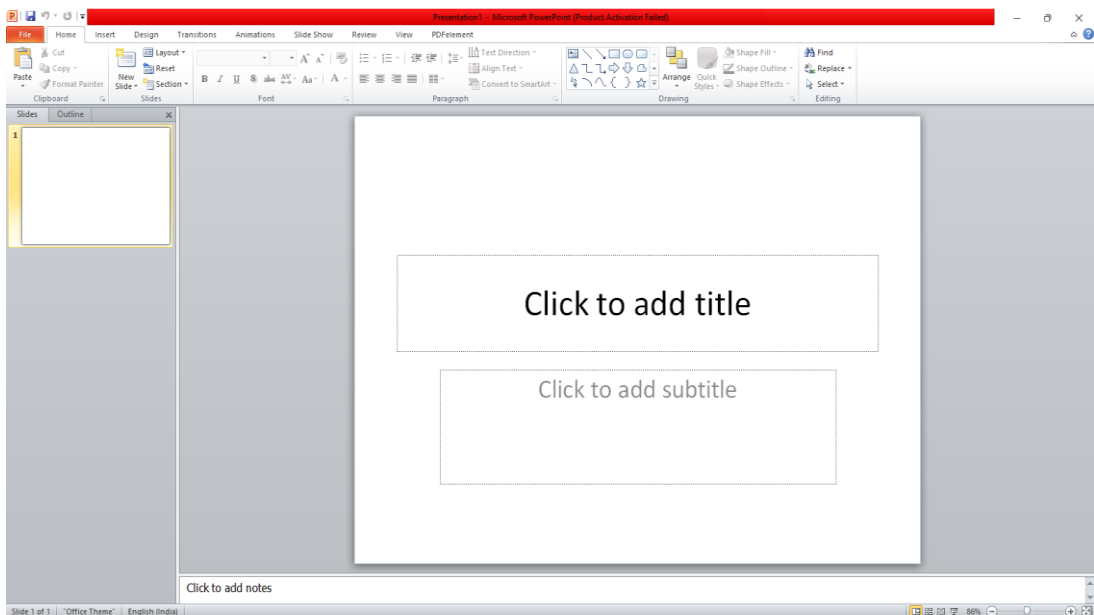 Presentation1 - Microsoft PowerPoint (Product Activation Failed)
File Home Insert Design Transitions Animations Slide Show Review View PDFelement
Paste
Cut
Copy
Format Painter
Clipboard
New Slide
Layout
Reset
Section
Slides
B I U S abc AV Aa A
Font
Text Direction
Align Text
Convert to SmartArt
Paragraph
Arrange
Quick Styles
Shape Fill
Shape Outline
Shape Effects
Drawing
Find
Replace
Select
Editing
Slides Outline
1
Click to add title
Click to add subtitle
Click to add notes
Slide 1 of 1 "Office Theme" English (India) 86%